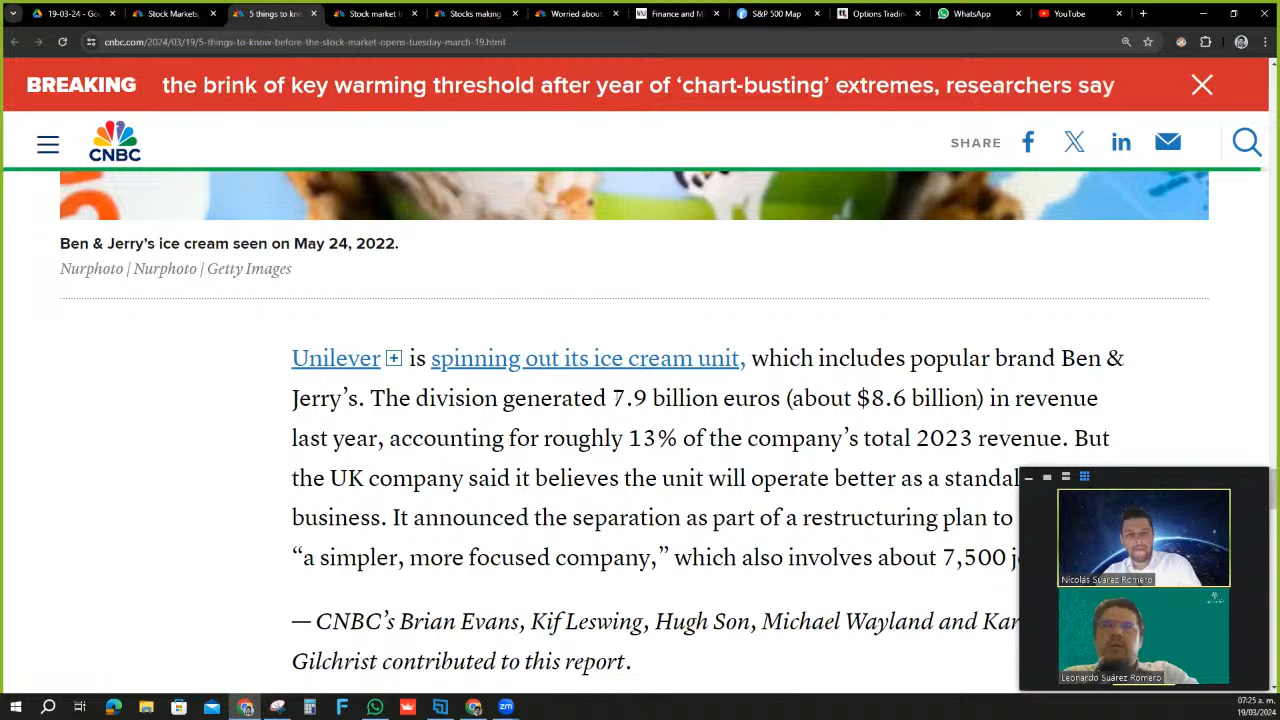 19-03-24 - Go
Stock Markets,
5 things to kno
Stock market t
Stocks making
Worried about
Finance and M
S&P 500 Map
Options Tradin
WhatsApp
YouTube
cnbc.com/2024/03/19/5-things-to-know-before-the-stock-market-opens-tuesday-march-19.html
BREAKING the brink of key warming threshold after year of ‘chart-busting’ extremes, researchers say
CNBC
SHARE
Ben & Jerry’s ice cream seen on May 24, 2022.
Nurphoto | Nurphoto | Getty Images
Unilever is spinning out its ice cream unit, which includes popular brand Ben &
Jerry’s. The division generated 7.9 billion euros (about $8.6 billion) in revenue
last year, accounting for roughly 13% of the company’s total 2023 revenue. But
the UK company said it believes the unit will operate better as a standal
business. It announced the separation as part of a restructuring plan to
“a simpler, more focused company,” which also involves about 7,500 j
— CNBC’s Brian Evans, Kif Leswing, Hugh Son, Michael Wayland and Kar
Gilchrist contributed to this report.
Nicolás Suárez Romero
Leonardo Suárez Romero
07:25 a. m.
19/03/2024